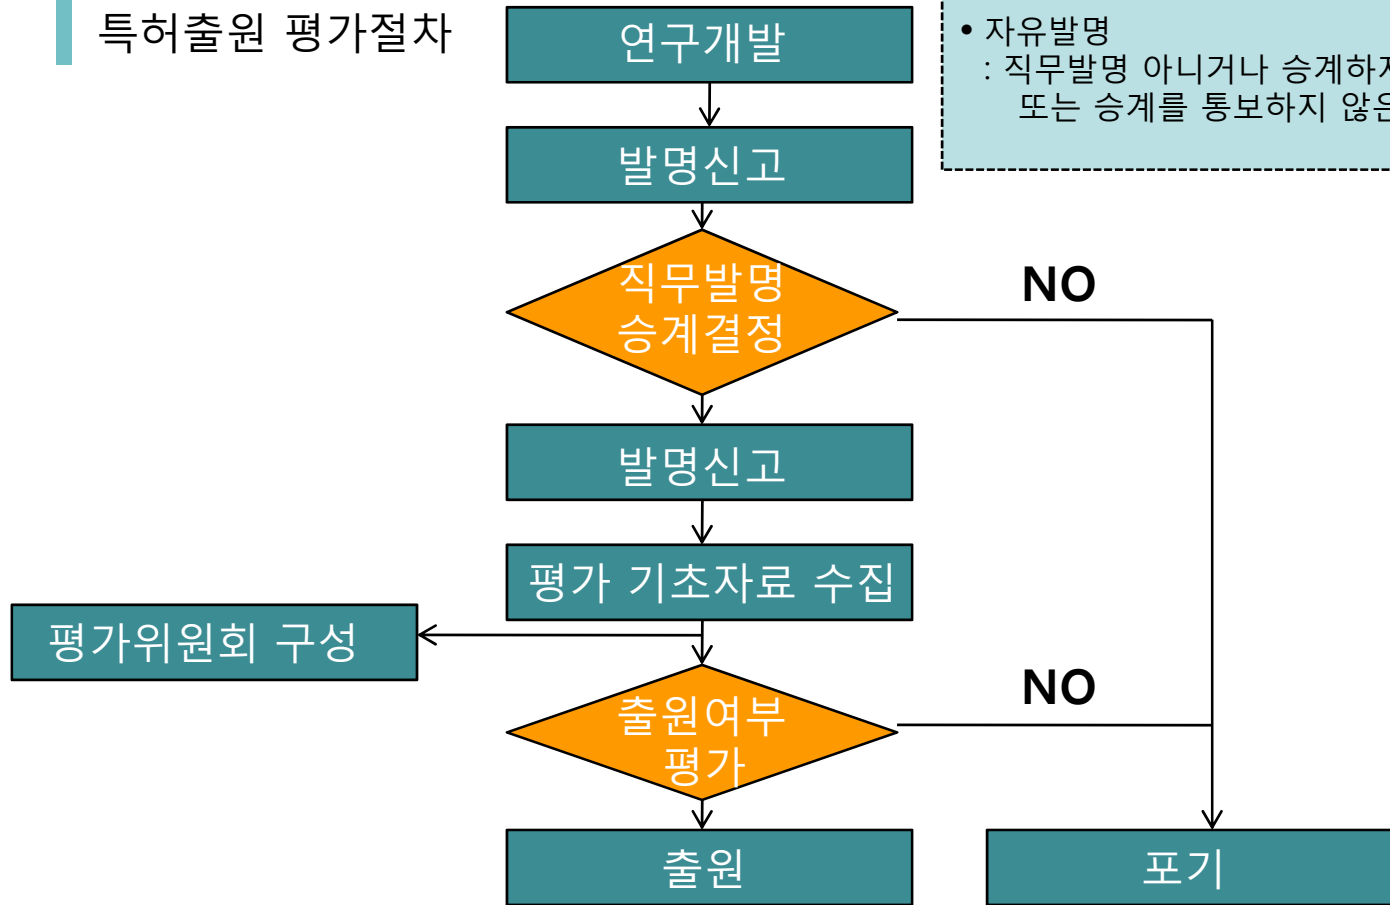 특허출원 평가절차
연구개발
• 자유발명
: 직무발명 아니거나 승계하지
또는 승계를 통보하지 않은
발명신고
직무발명
승계결정
NO
발명신고
평가 기초자료 수집
평가위원회 구성
출원여부
평가
NO
출원
포기